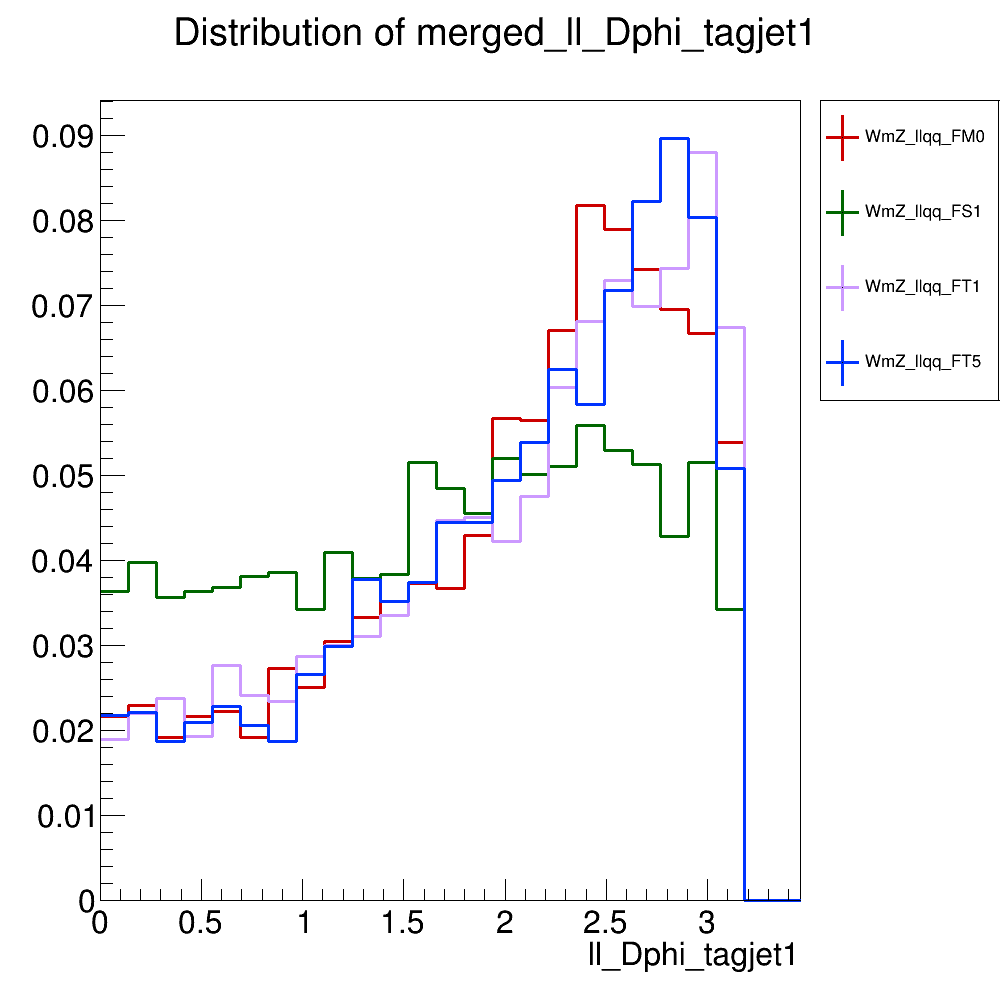 Distribution of merged_ll_Dphi_tagjet1
0.09
0.08
0.07
0.06
0.05
0.04
0.03
0.02
0.01
0
0 0.5 1 1.5 2 2.5 3
ll_Dphi_tagjet1
WmZ_llqq_FM0
WmZ_llqq_FS1
WmZ_llqq_FT1
WmZ_llqq_FT5